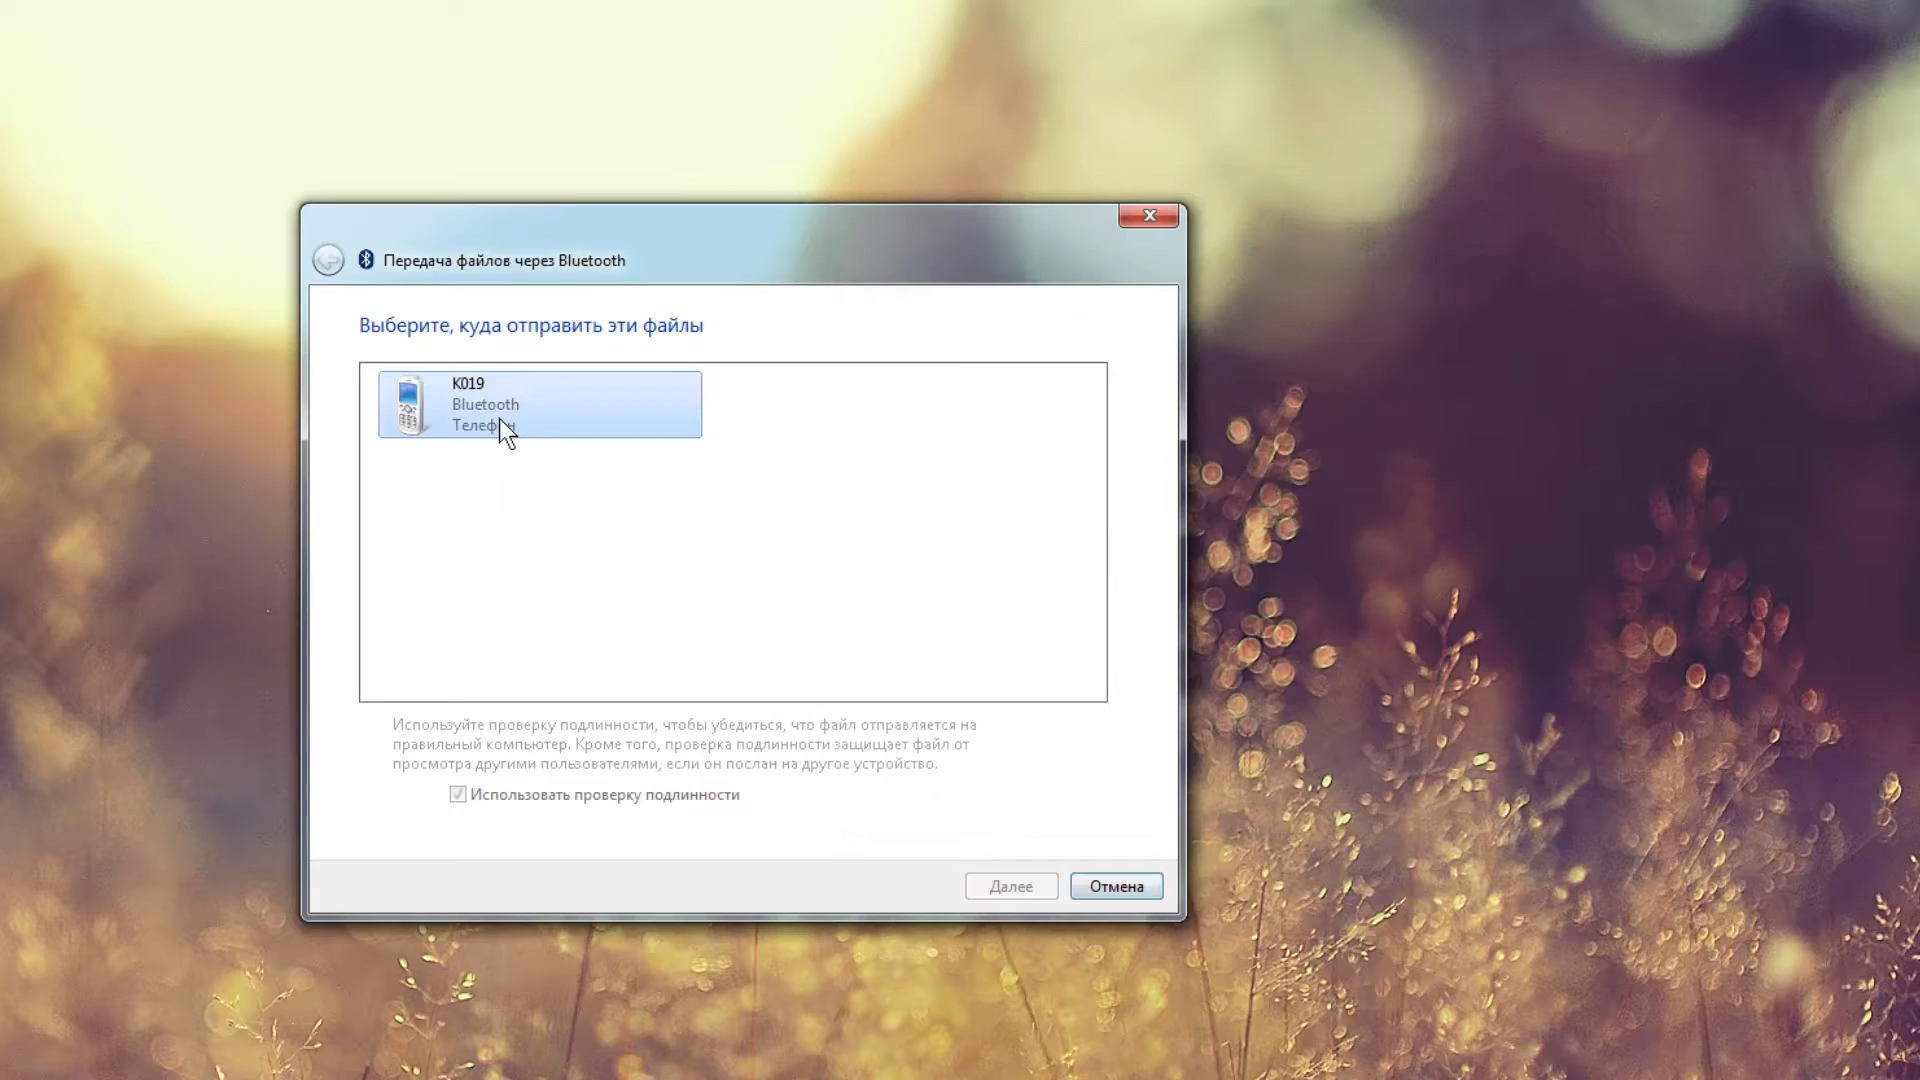 Передача файлов через Bluetooth
Выберите, куда отправить эти файлы
K019
Bluetooth
Телефон
Используйте проверку подлинности, чтобы убедиться, что файл отправляется на
правильный компьютер. Кроме того, проверка подлинности защищает файл от
просмотра другими пользователями, если он послан на другое устройство.
Использовать проверку подлинности
Далее
Отмена